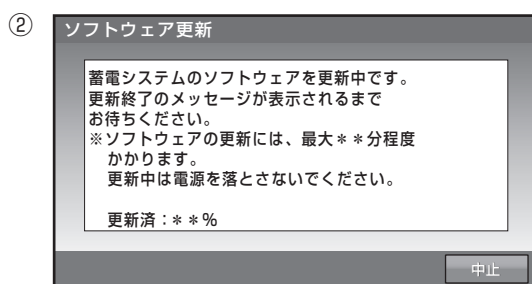 ②
ソフトウェア更新
蓄電システムのソフトウェアを更新中です。
更新終了のメッセージが表示されるまで
お待ちください。
※ソフトウェアの更新には、最大＊＊分程度
かかります。
更新中は電源を落とさないでください。
更新済：＊＊％
中止